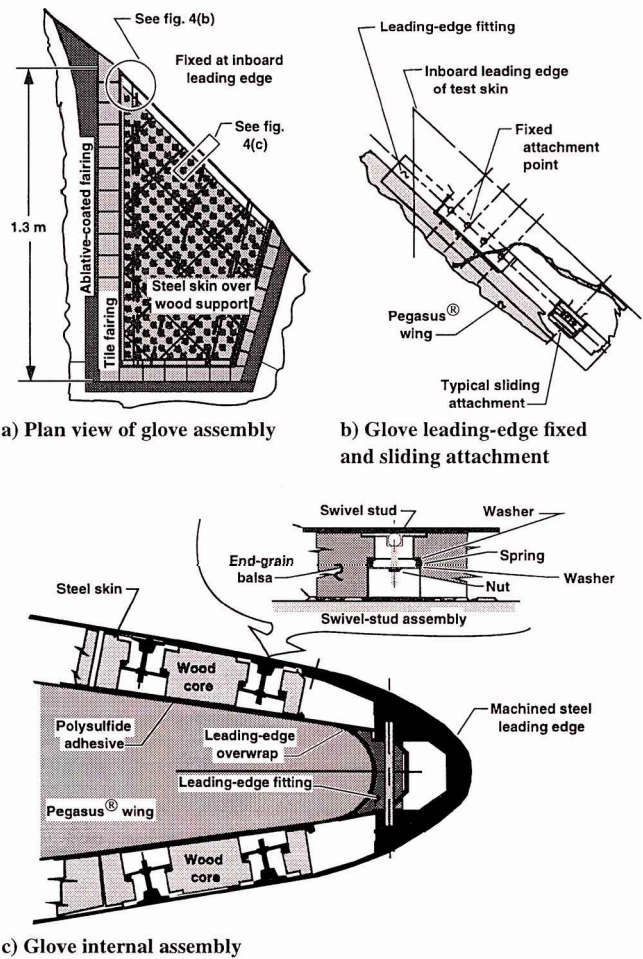 See fig. 4(b)
Fixed at inboard
leading edge
See fig.
4(c)
1.3 m
Ablative-coated fairing
Tile fairing
Steel skin over
wood support
a) Plan view of glove assembly
Leading-edge fitting
Inboard leading edge
of test skin
Fixed
attachment
point
Pegasus®
wing
Typical sliding
attachment
b) Glove leading-edge fixed
and sliding attachment
Swivel stud
Washer
End-grain
balsa
Spring
Washer
Nut
Swivel-stud assembly
Steel skin
Wood
core
Polysulfide
adhesive
Leading-edge
overwrap
Machined steel
leading edge
Leading-edge fitting
Pegasus® wing
Wood
core
c) Glove internal assembly